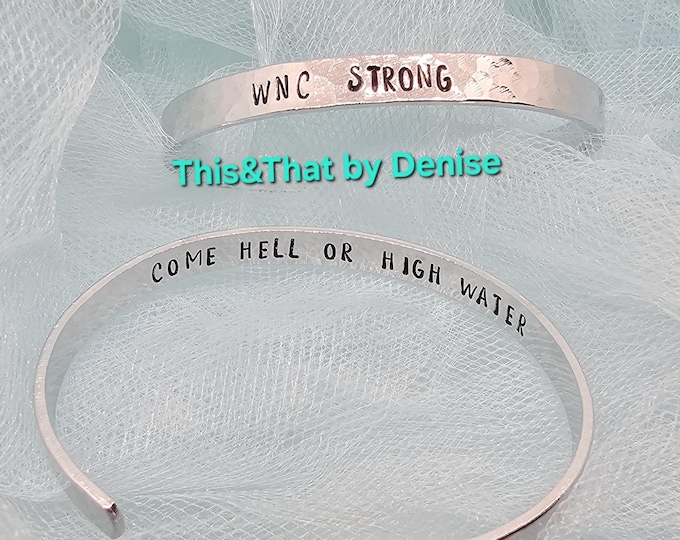 WNC STRONG
This&That by Denise
COME HELL OR HIGH WATER